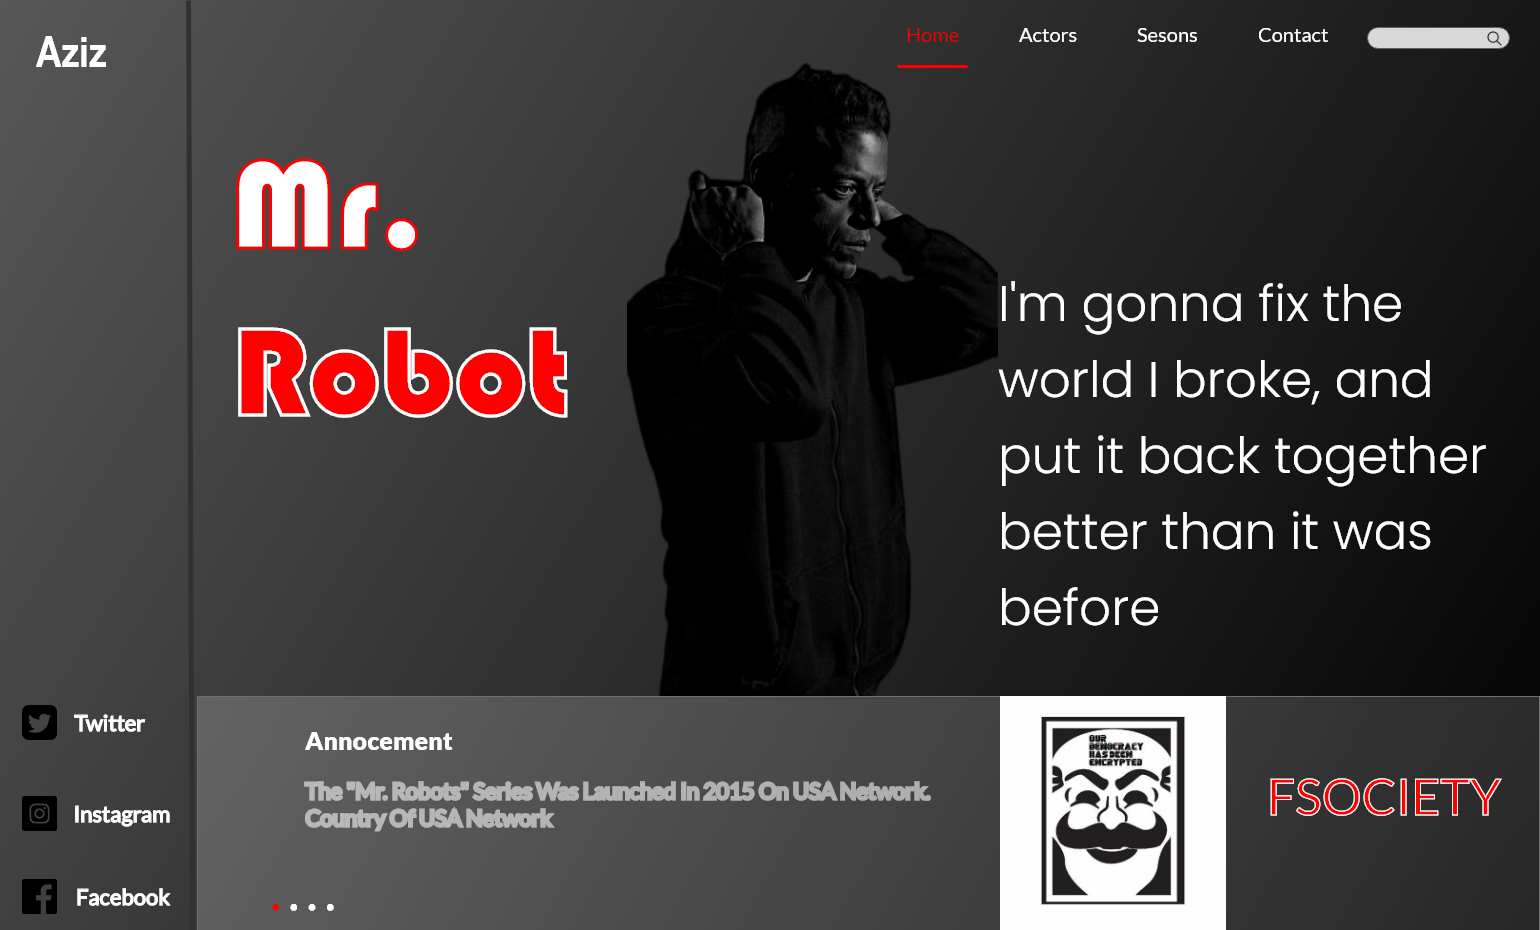 Aziz
Home
Actors
Sesons
Contact
Mr.
Robot
I'm gonna fix the
world I broke, and
put it back together
better than it was
before
Twitter
Instagram
Facebook
Annocement
The "Mr. Robots" Series Was Launched In 2015 On USA Network.
Country Of USA Network
OUR
DEMOCRACY
HAS BEEN
ENCRYPTED
FSOCIETY